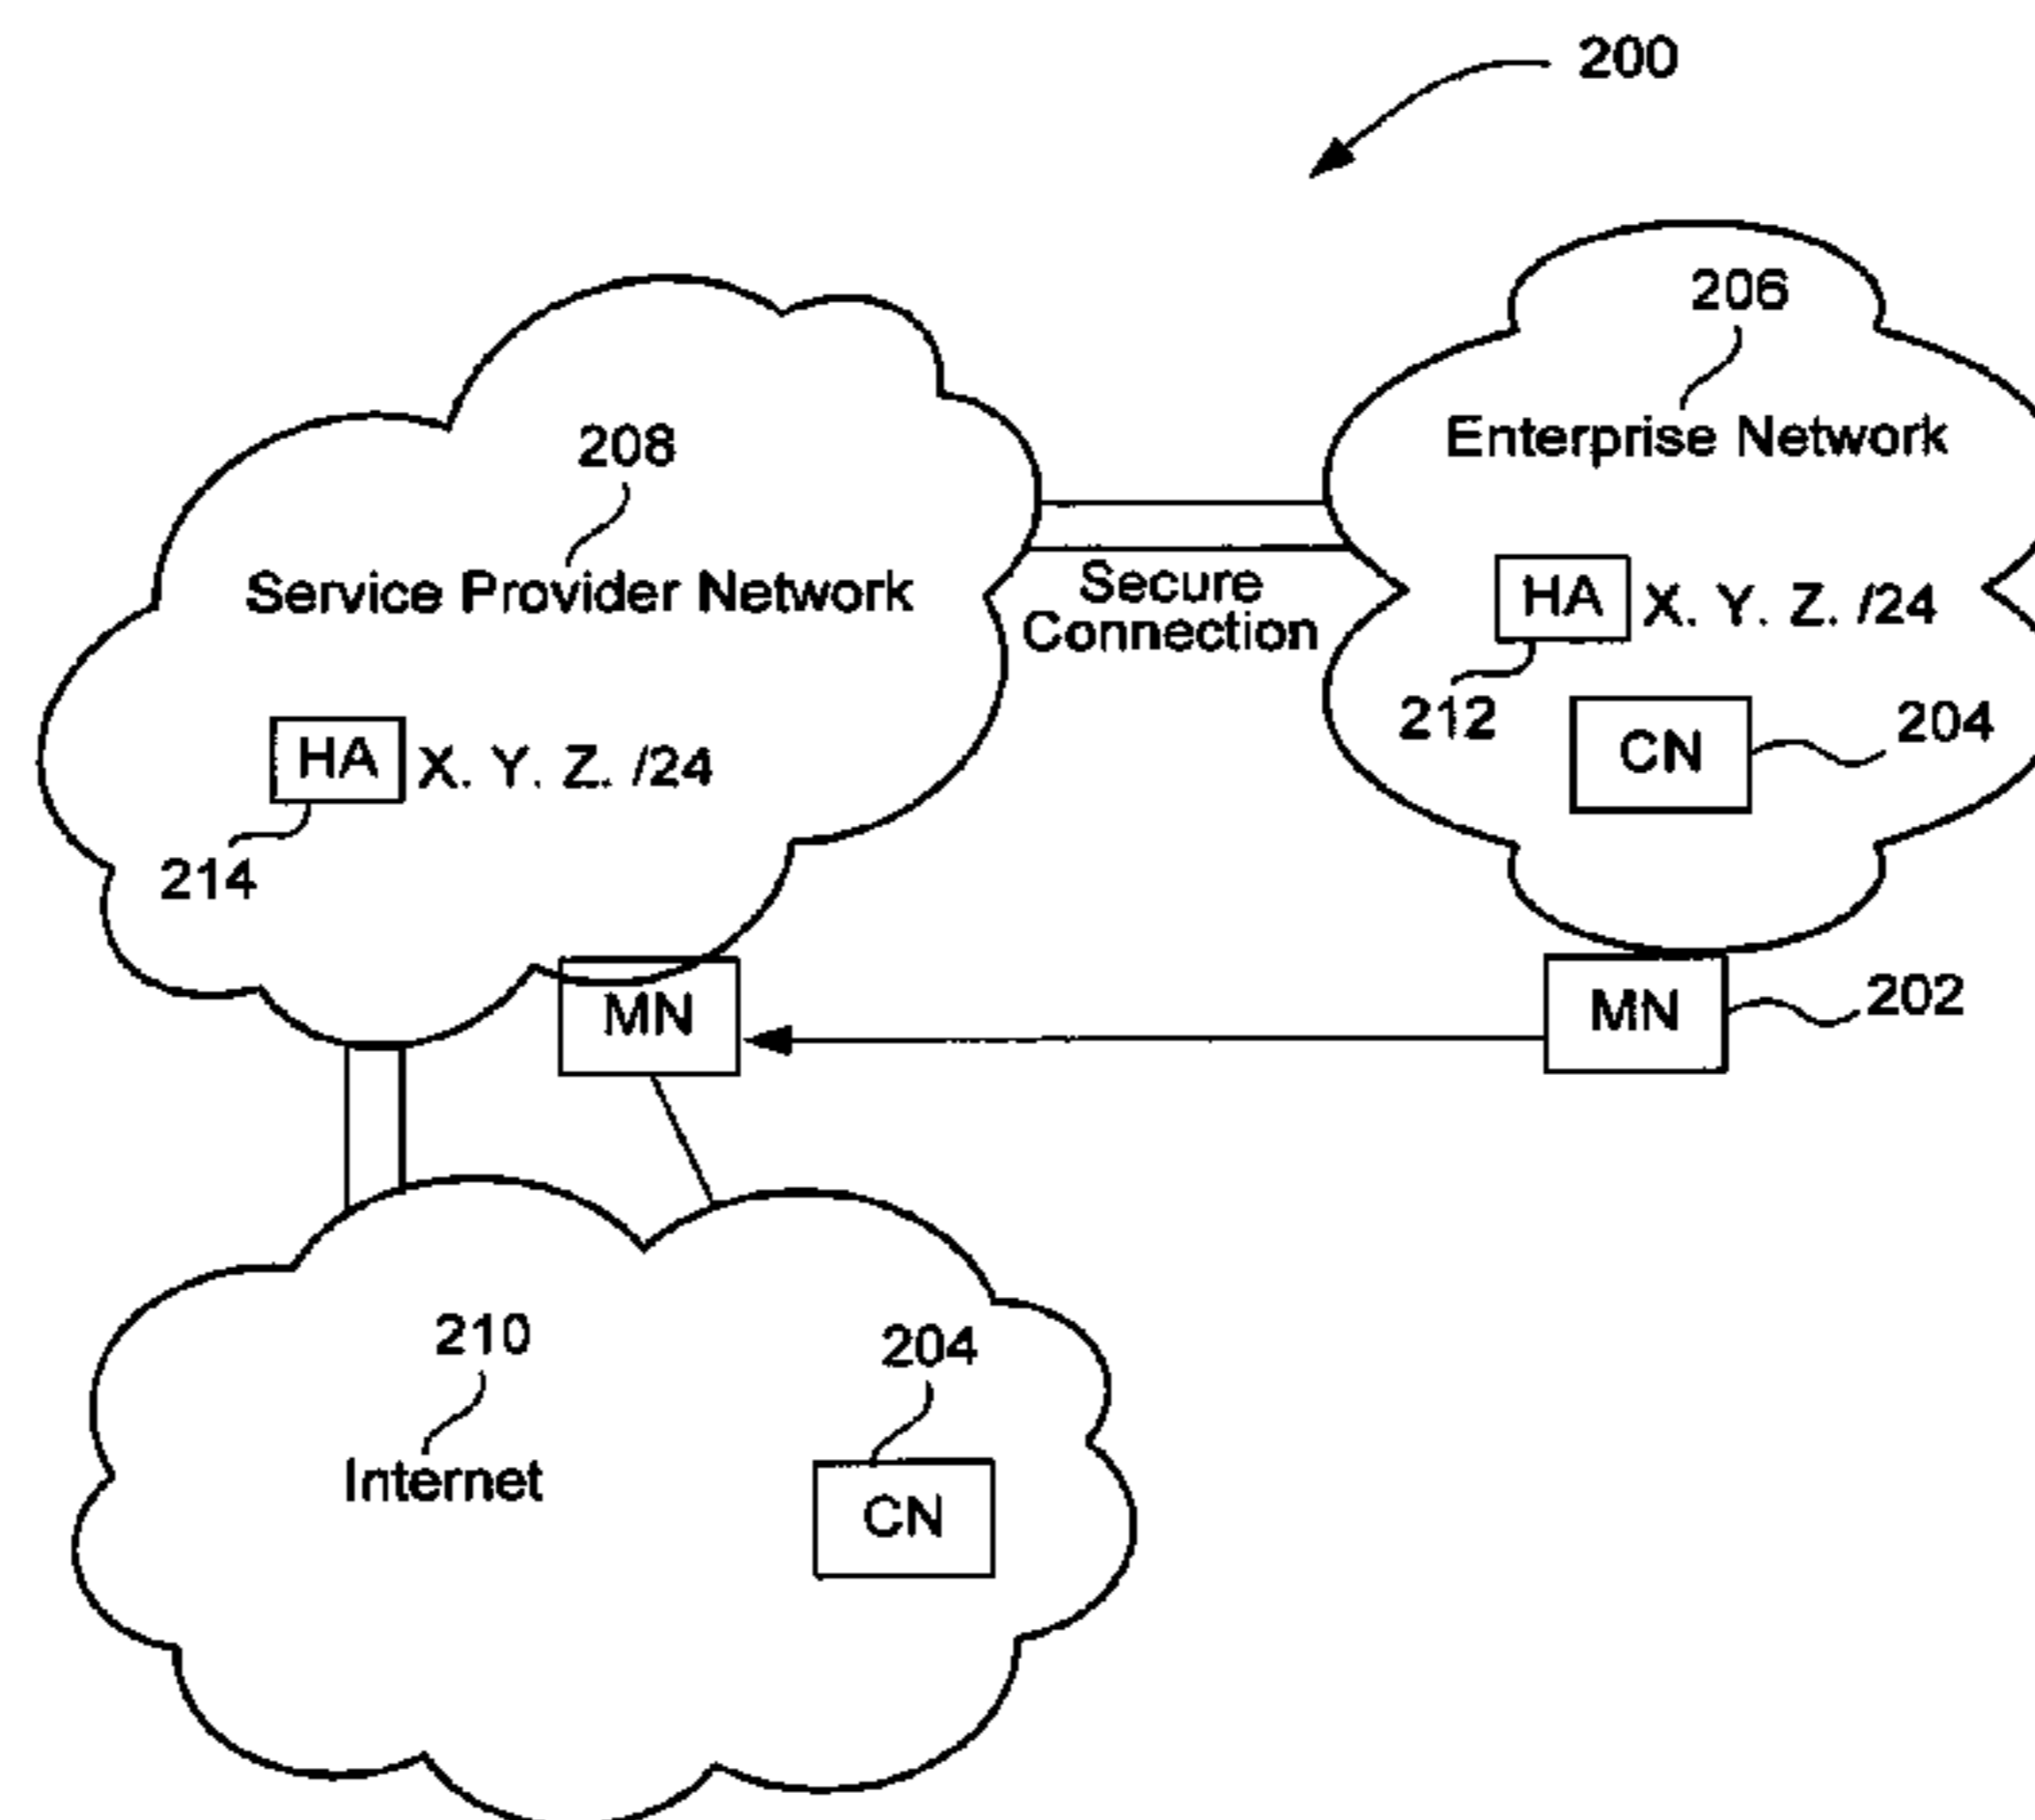 200
206
Enterprise Network
208
Service Provider Network
Secure
Connection
HA X. Y. Z. /24
212
CN 204
HA X. Y. Z. /24
214
MN
MN 202
210
Internet
204
CN